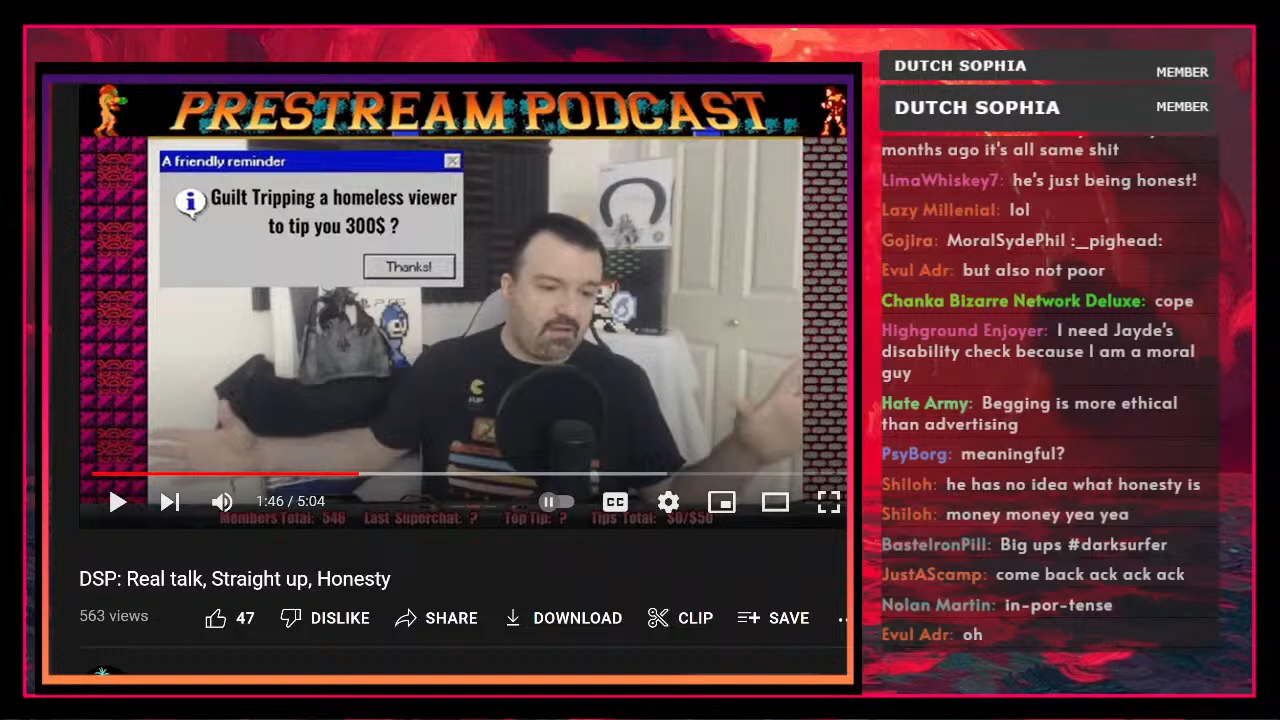 PRESTREAM PODCAST
A friendly reminder
Guilt Tripping a homeless viewer
to tip you 300$ ?
Thanks!
1:46 / 5:04
CC
Members Total: 546 Last Superchat: ? Top Tip: ? Tips Total: $0/$50
DSP: Real talk, Straight up, Honesty
563 views
47
DISLIKE
SHARE
DOWNLOAD
CLIP
SAVE
DUTCH SOPHIA
MEMBER
DUTCH SOPHIA
MEMBER
months ago it's all same shit
LimaWhiskey7: he's just being honest!
Lazy Millenial: lol
Gojira: MoralSydePhil :_pighead:
Evul Adr: but also not poor
Chanka Bizarre Network Deluxe: cope
Highground Enjoyer: I need Jayde's
disability check because I am a moral
guy
Hate Army: Begging is more ethical
than advertising
PsyBorg: meaningful?
Shiloh: he has no idea what honesty is
Shiloh: money money yea yea
BasteIronPill: Big ups #darksurfer
JustAScamp: come back ack ack ack
Nolan Martin: in-por-tense
Evul Adr: oh